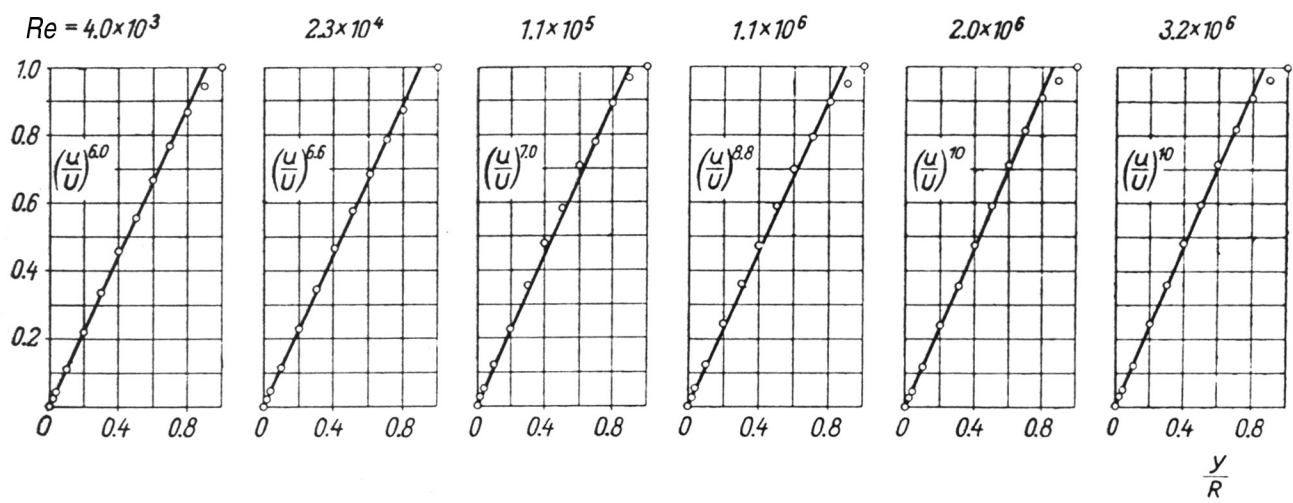 Re = 4.0×10³ 2.3×10⁴ 1.1×10⁵ 1.1×10⁶ 2.0×10⁶ 3.2×10⁶
1.0
0.8
(u/U)⁶·⁰ (u/U)⁶·⁶ (u/U)⁷·⁰ (u/U)⁸·⁸ (u/U)¹⁰ (u/U)¹⁰
0.6
0.4
0.2
0 0.4 0.8 0 0.4 0.8 0 0.4 0.8 0 0.4 0.8 0 0.4 0.8 0 0.4 0.8
y/R